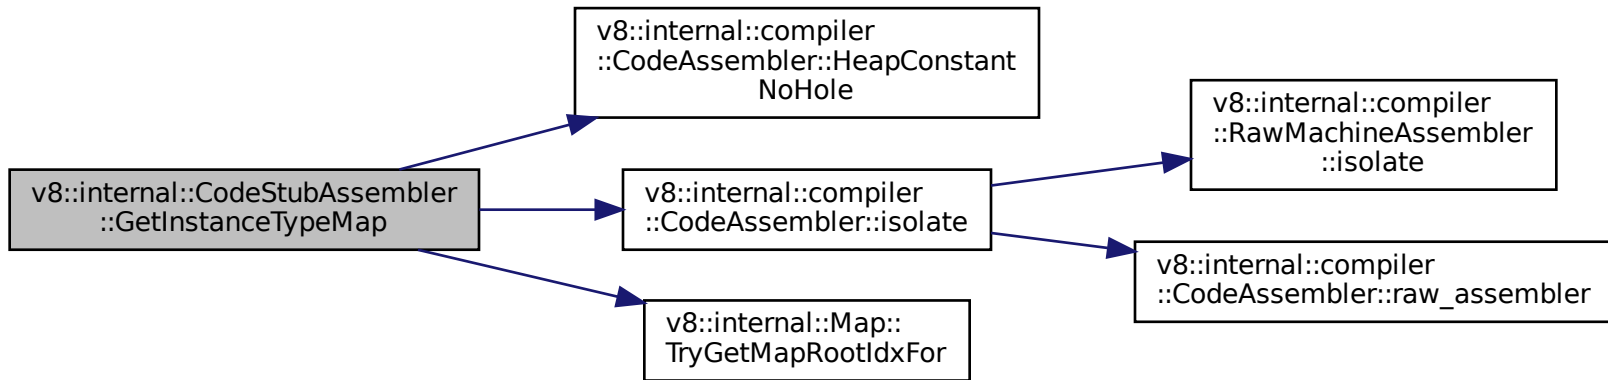 v8::internal::compiler
::CodeAssembler::HeapConstant
NoHole
v8::internal::CodeStubAssembler
::GetInstanceTypeMap
v8::internal::compiler
::CodeAssembler::isolate
v8::internal::Map::
TryGetMapRootIdxFor
v8::internal::compiler
::RawMachineAssembler
::isolate
v8::internal::compiler
::CodeAssembler::raw_assembler